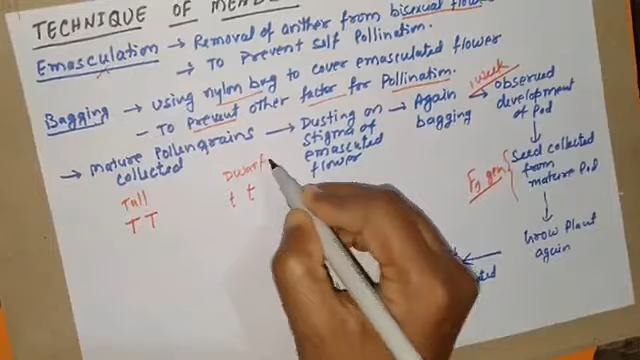 TECHNIQUE OF
Emasculation → Removal of anther from bisexual
→ To Prevent Self Pollination.
Bagging → Using nylon bag to cover emasculated flower
- To Prevent other factor for Pollination.
→ Mature Pollengrains collected → Dusting on stigma of emasculated flower → Again bagging → 1 week observed development of Pod
F1 gen
Seed collected from mature Pod
Grow Plant again
Tall
Dwarf
T T
t t